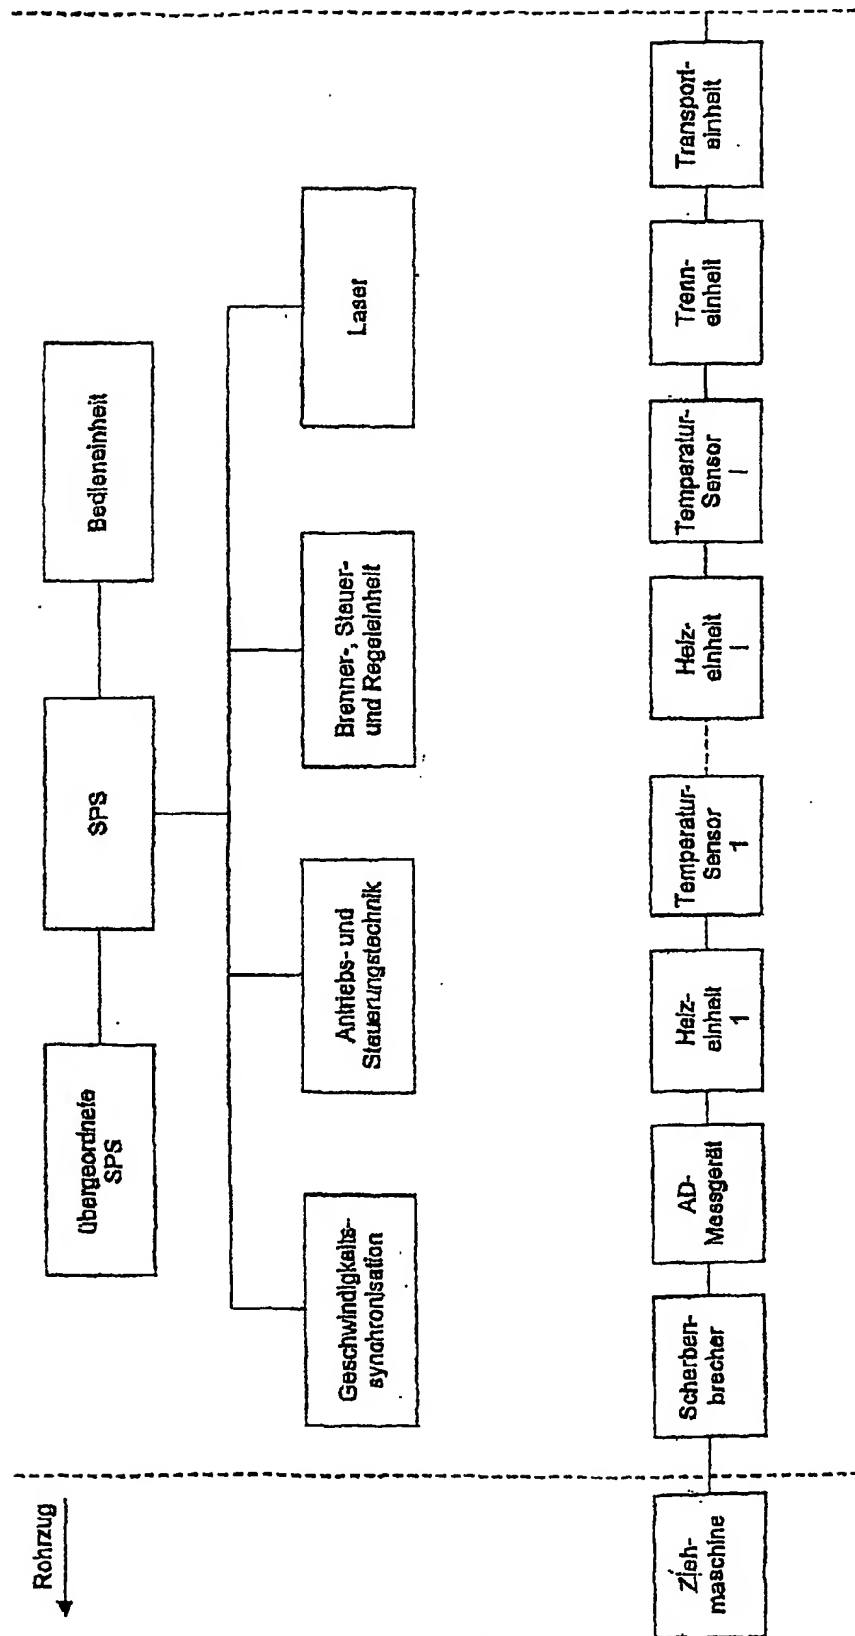 Rohrzug
übergeordnete
SPS
SPS
Bedieneinheit
Geschwindigkeits-
synchronisation
Antriebs- und
Steuerungstechnik
Brenner-, Steuer-
und Regeleinheit
Laser
Zieh-
maschine
Scherben-
brecher
AD-
Messgerät
Heiz-
einheit
1
Temperatur-
Sensor
1
Heiz-
einheit
I
Temperatur-
Sensor
I
Trenn-
einheit
Transport-
einheit